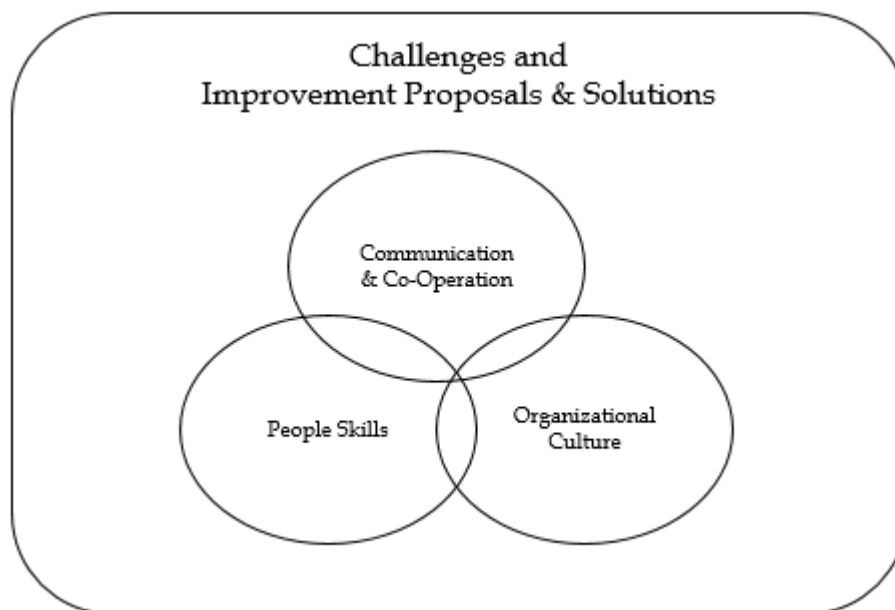 Challenges and
Improvement Proposals & Solutions
Communication
& Co-Operation
People Skills
Organizational
Culture